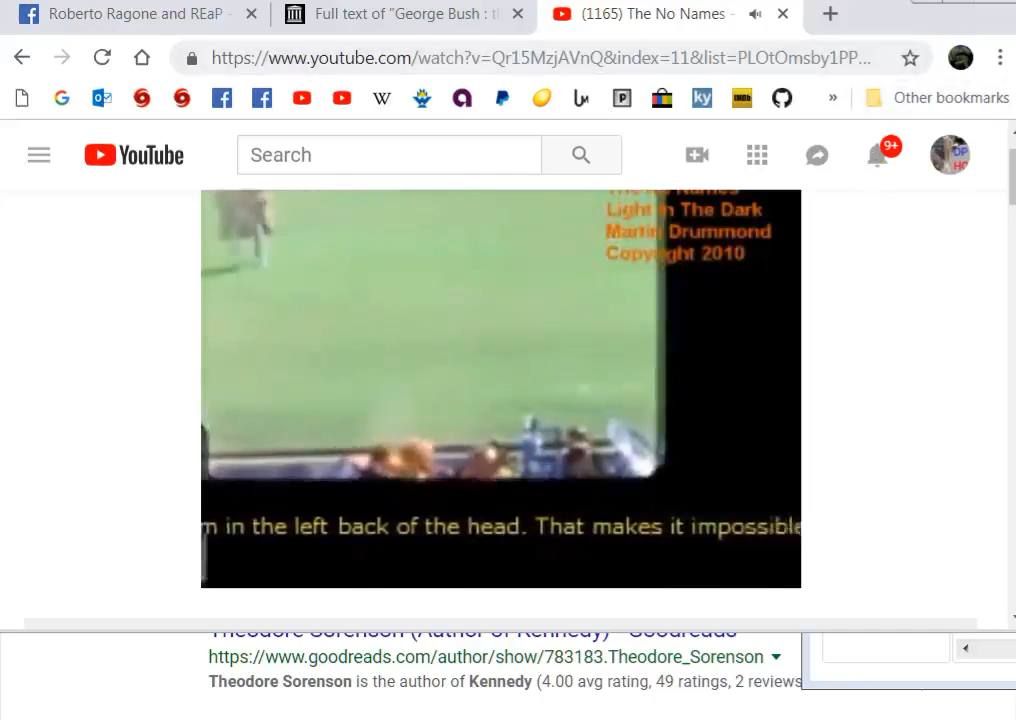 Roberto Ragone and REaP -
Full text of "George Bush : th
(1165) The No Names -
https://www.youtube.com/watch?v=Qr15MzjAVnQ&index=11&list=PLOtOmsby1PP...
Other bookmarks
YouTube
Search
9+
The No Names
Light In The Dark
Martin Drummond
Copyright 2010
in the left back of the head. That makes it impossible
Theodore Sorenson (Author of Kennedy) - Goodreads
https://www.goodreads.com/author/show/783183.Theodore_Sorenson
Theodore Sorenson is the author of Kennedy (4.00 avg rating, 49 ratings, 2 reviews